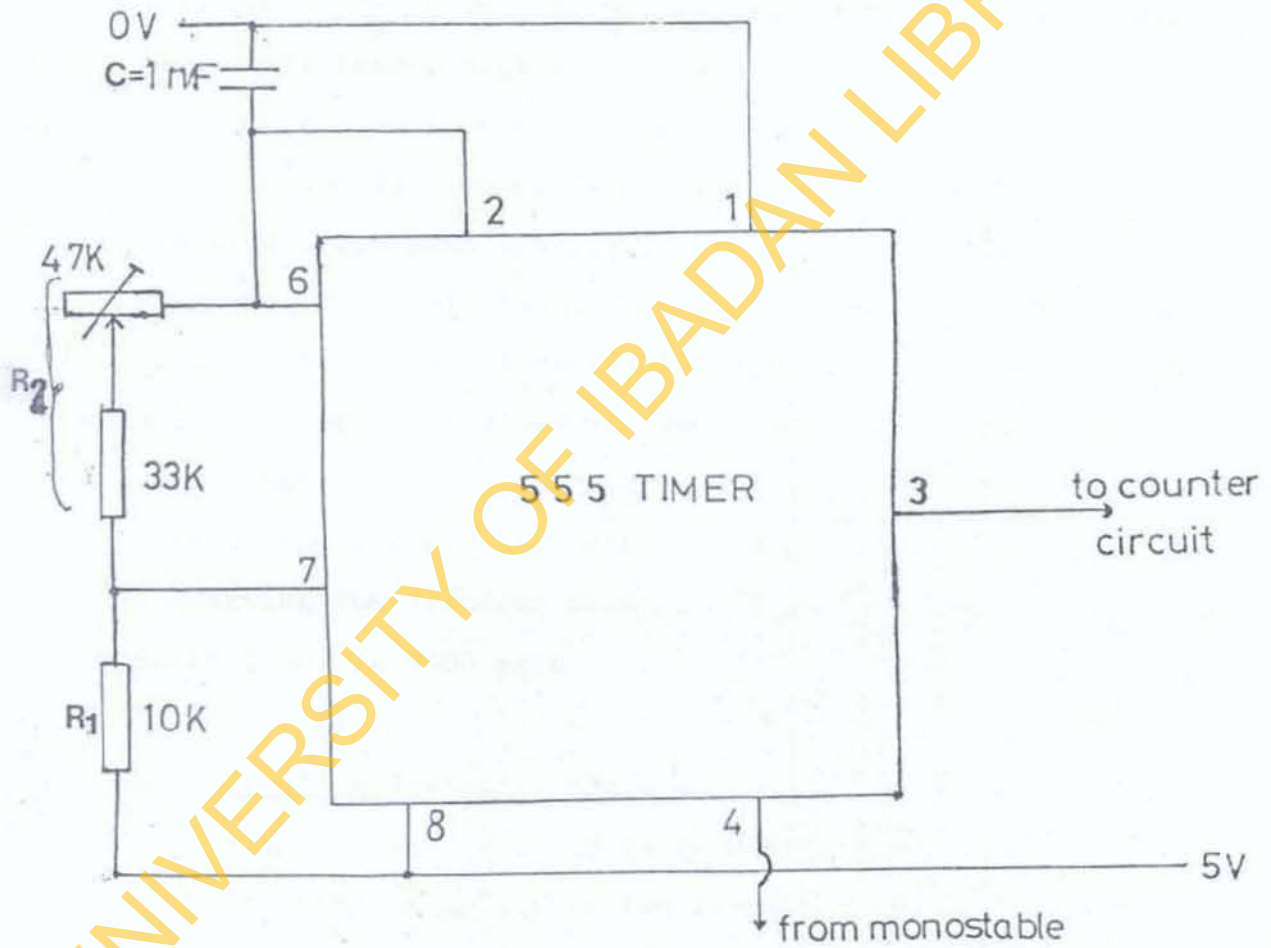 0V
C=1nF
2
1
47K
6
R2
33K
555 TIMER
3
to counter
circuit
7
R1
10K
8
4
5V
from monostable
UNIVERSITY OF IBADAN LIBR